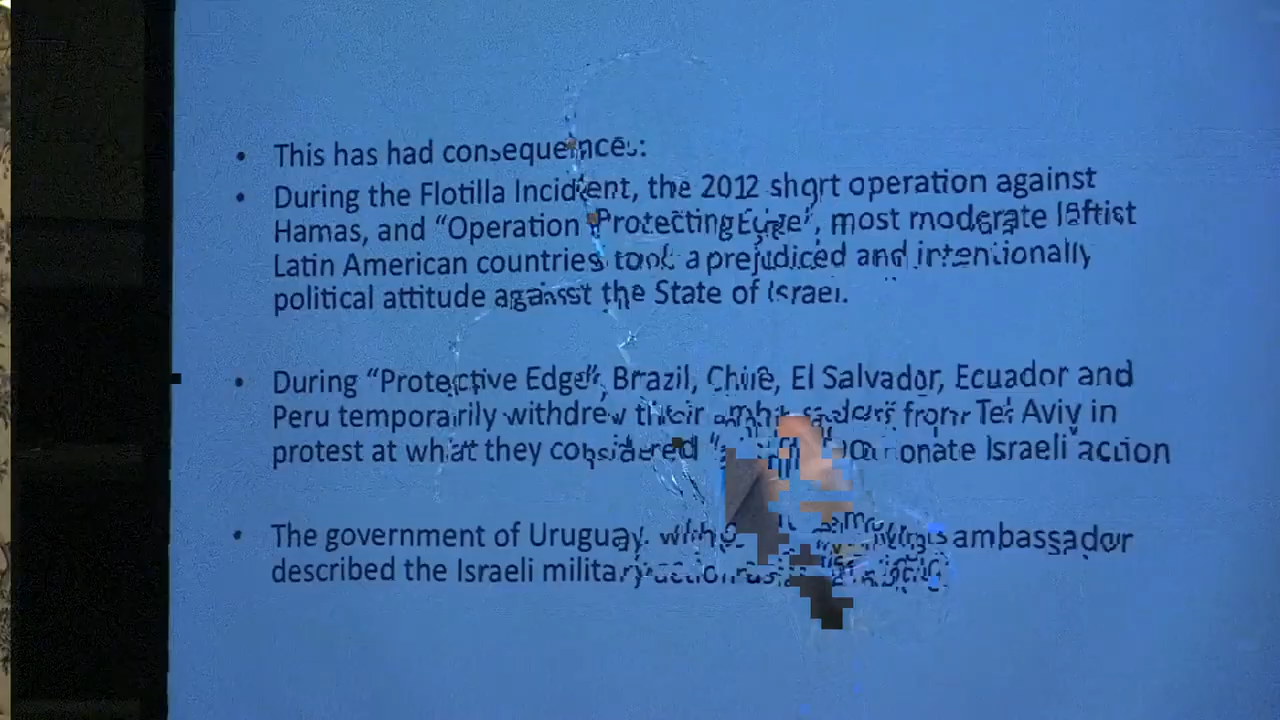 • This has had consequences:
• During the Flotilla Incident, the 2012 short operation against
Hamas, and “Operation Protecting Edge”, most moderate leftist
Latin American countries took a prejudiced and intentionally
political attitude against the State of Israel.
• During “Protective Edge”, Brazil, Chile, El Salvador, Ecuador and
Peru temporarily withdrew their from Tel Aviv in
protest at what they considered “ Israeli action
• The government of Uruguay, ambassador
described the Israeli military action as